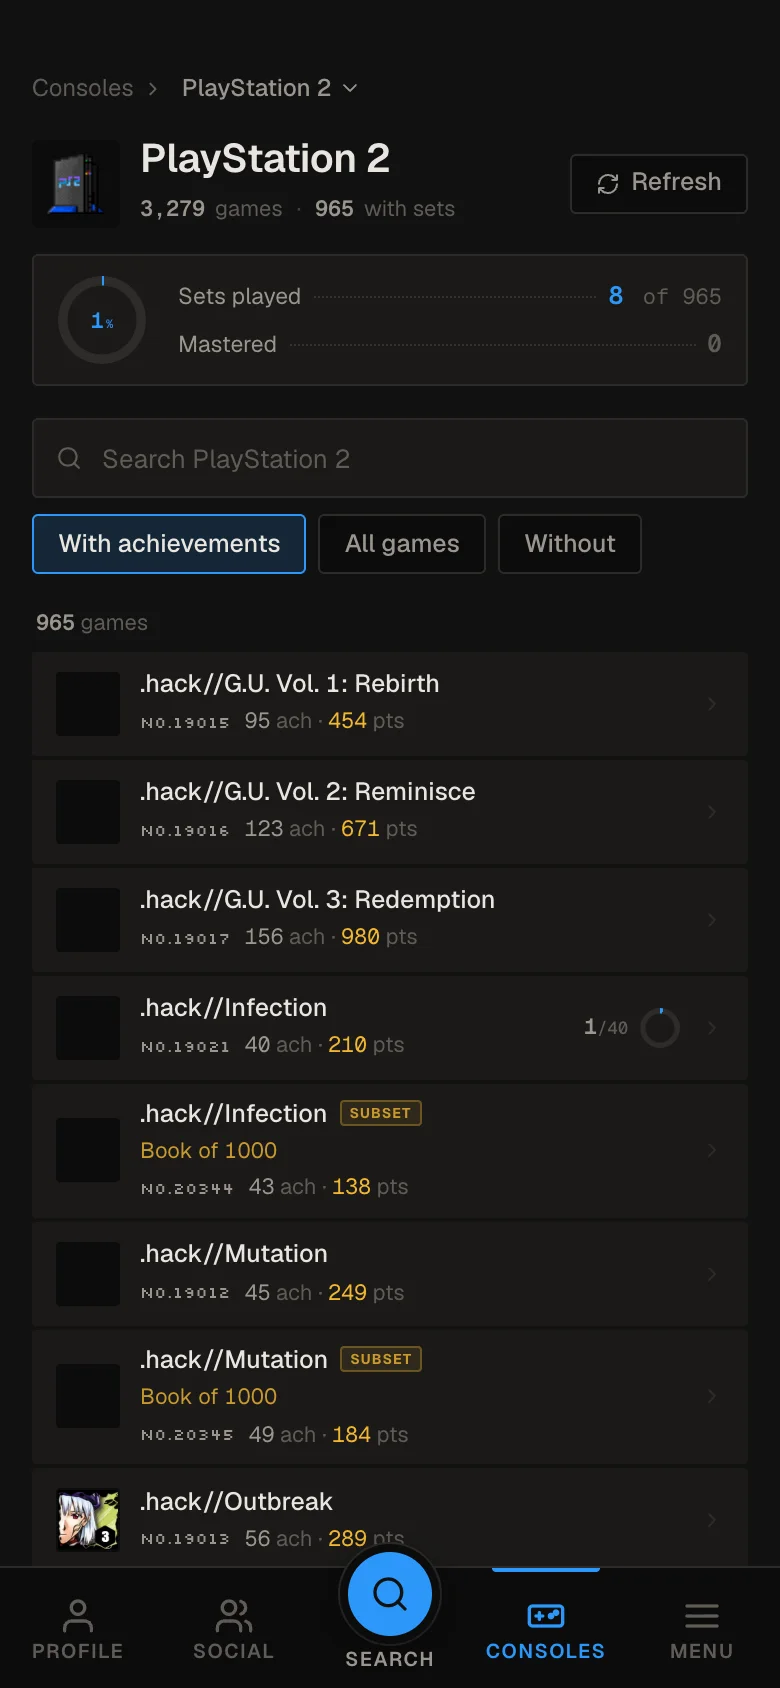 Consoles > PlayStation 2
PlayStation 2
3,279 games · 965 with sets
Refresh
1%
Sets played 8 of 965
Mastered 0
Search PlayStation 2
With achievements All games Without
965 games
.hack//G.U. Vol. 1: Rebirth
NO.19015 95 ach · 454 pts
.hack//G.U. Vol. 2: Reminisce
NO.19016 123 ach · 671 pts
.hack//G.U. Vol. 3: Redemption
NO.19017 156 ach · 980 pts
.hack//Infection
NO.19021 40 ach · 210 pts
1/40
.hack//Infection SUBSET
Book of 1000
NO.20344 43 ach · 138 pts
.hack//Mutation
NO.19012 45 ach · 249 pts
.hack//Mutation SUBSET
Book of 1000
NO.20345 49 ach · 184 pts
.hack//Outbreak
NO.19013 56 ach · 289 pts
3
PROFILE SOCIAL SEARCH CONSOLES MENU